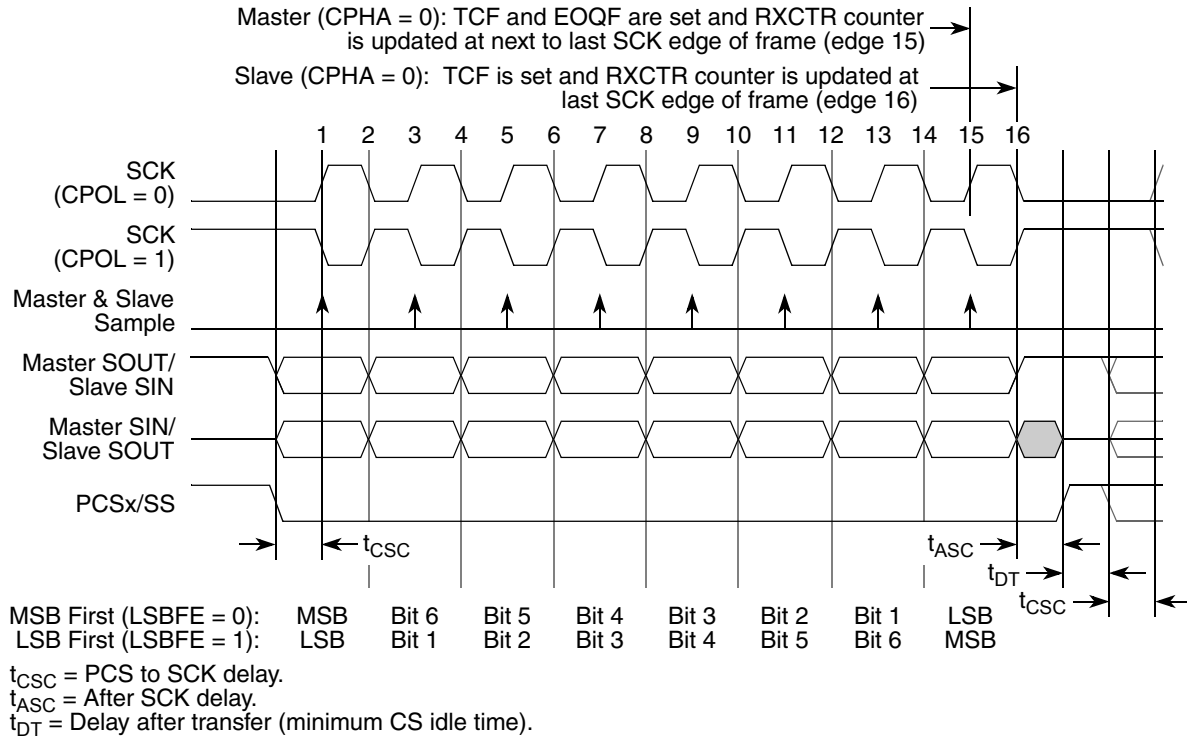 Master (CPHA = 0): TCF and EOQF are set and RXCTR counter
is updated at next to last SCK edge of frame (edge 15)
Slave (CPHA = 0): TCF is set and RXCTR counter is updated at
last SCK edge of frame (edge 16)
1 2 3 4 5 6 7 8 9 10 11 12 13 14 15 16
SCK
(CPOL = 0)
SCK
(CPOL = 1)
Master & Slave
Sample
Master SOUT/
Slave SIN
Master SIN/
Slave SOUT
PCSx/SS
tCSC
tASC
tDT
tCSC
MSB First (LSBFE = 0): MSB Bit 6 Bit 5 Bit 4 Bit 3 Bit 2 Bit 1 LSB
LSB First (LSBFE = 1): LSB Bit 1 Bit 2 Bit 3 Bit 4 Bit 5 Bit 6 MSB
tCSC = PCS to SCK delay.
tASC = After SCK delay.
tDT = Delay after transfer (minimum CS idle time).